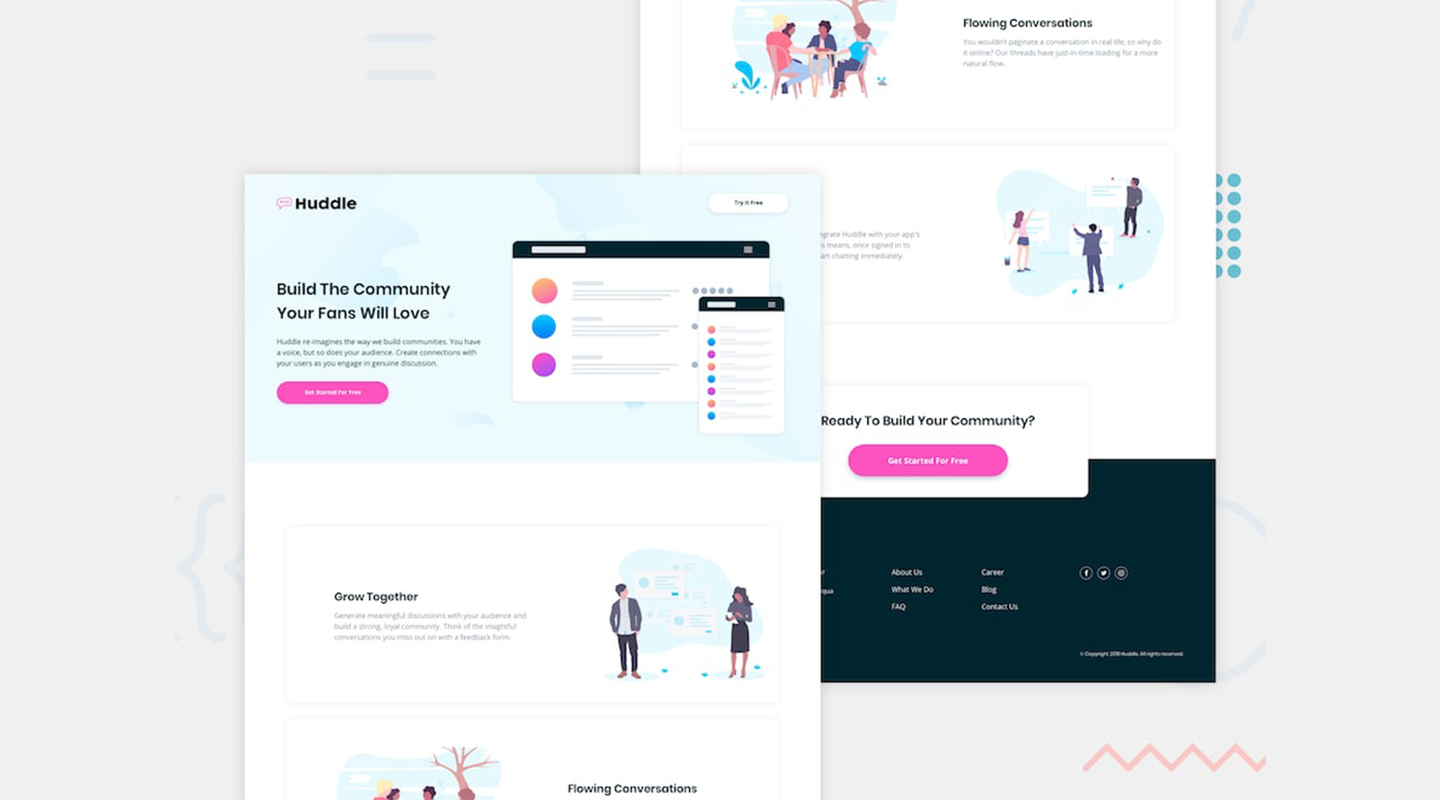 Huddle
Try It Free
Build The Community
Your Fans Will Love
Huddle re-imagines the way we build communities. You have
a voice, but so does your audience. Create connections with
your users as you engage in genuine discussion.
Get Started For Free
Grow Together
Generate meaningful discussions with your audience and
build a strong, loyal community. Think of the insightful
conversations you miss out on with a feedback form.
Flowing Conversations
Flowing Conversations
You wouldn't paginate a conversation in real life, so why do
it online? Our threads have just-in-time loading for a more
natural flow.
egrate Huddle with your app's
s means, once signed in to
art chatting immediately.
Ready To Build Your Community?
Get Started For Free
About Us
What We Do
FAQ
Career
Blog
Contact Us
© Copyright 2018 Huddle. All rights reserved.